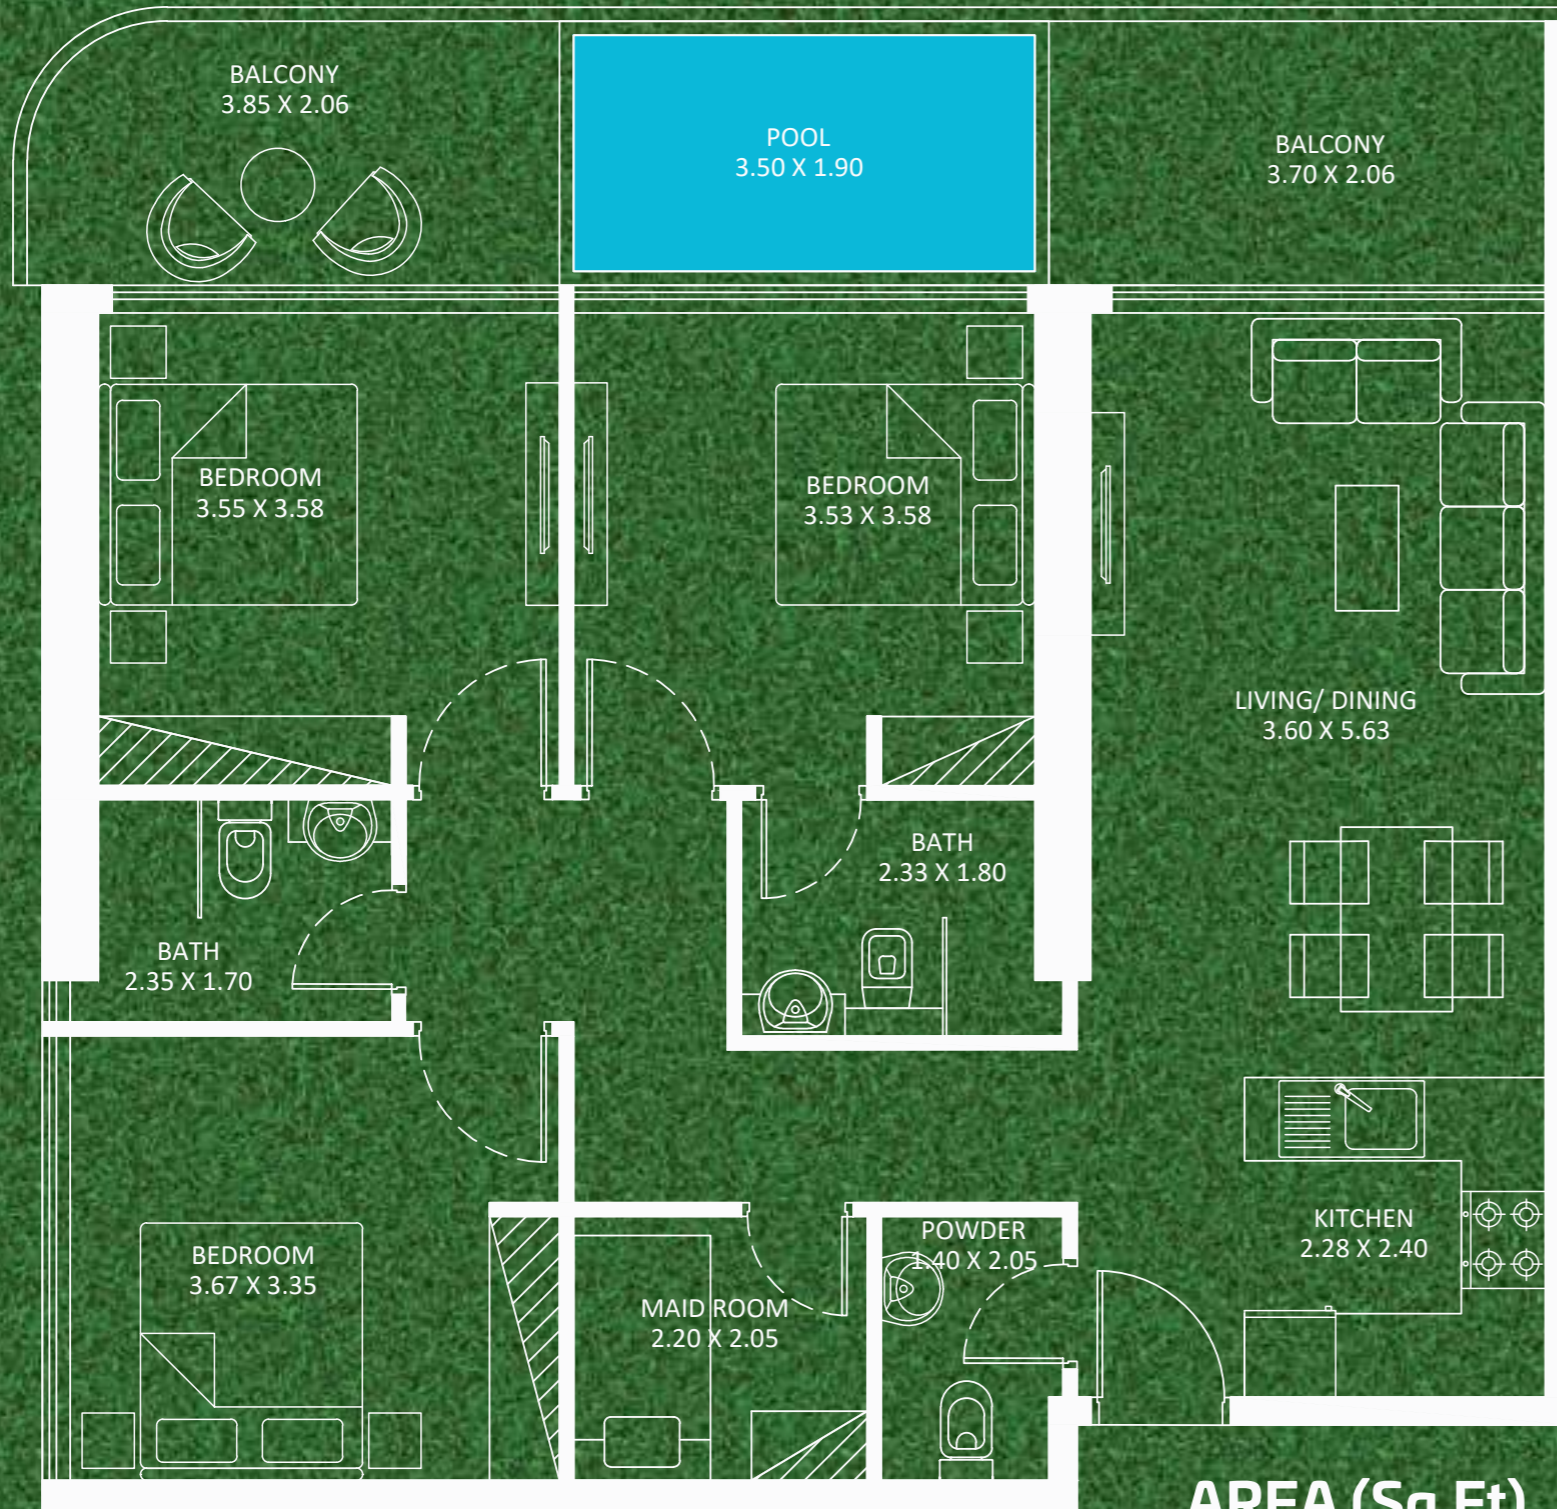 BALCONY
3.85 X 2.06
POOL
3.50 X 1.90
BALCONY
3.70 X 2.06
BEDROOM
3.55 X 3.58
BEDROOM
3.53 X 3.58
LIVING/ DINING
3.60 X 5.63
BATH
2.33 X 1.80
BATH
2.35 X 1.70
KITCHEN
2.28 X 2.40
POWDER
1.40 X 2.05
BEDROOM
3.67 X 3.35
MAID ROOM
2.20 X 2.05
AREA (Sq.Ft)